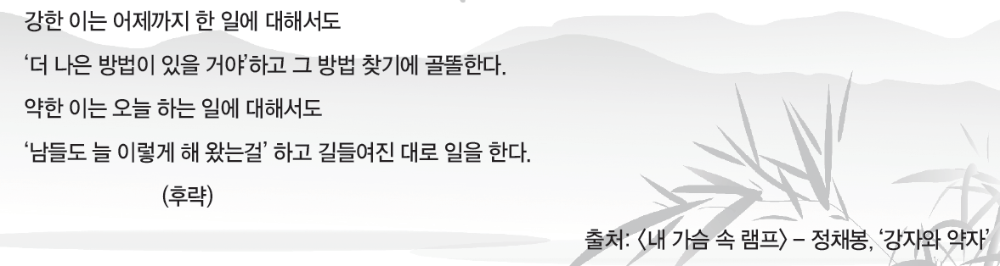 강한 이는 어제까지 한 일에 대해서도
‘더 나은 방법이 있을 거야’하고 그 방법 찾기에 골똘한다.
약한 이는 오늘 하는 일에 대해서도
‘남들도 늘 이렇게 해 왔는걸’ 하고 길들여진 대로 일을 한다.
(후략)
출처: 〈내 가슴 속 램프〉 – 정채봉, ‘강자와 약자’